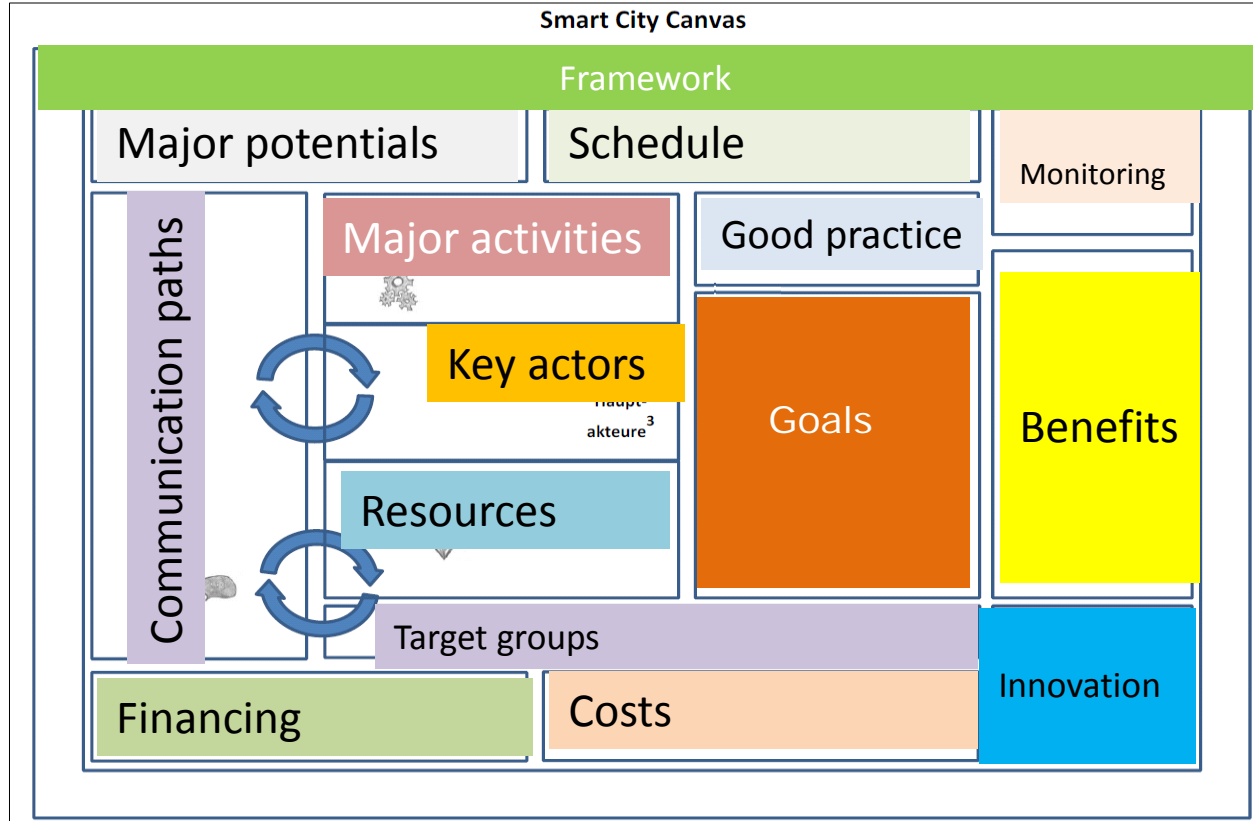 Smart City Canvas
Framework
Major potentials
Schedule
Monitoring
Communication paths
Major activities
Good practice
Key actors
Haupt-
akteure³
Goals
Benefits
Resources
Target groups
Innovation
Financing
Costs